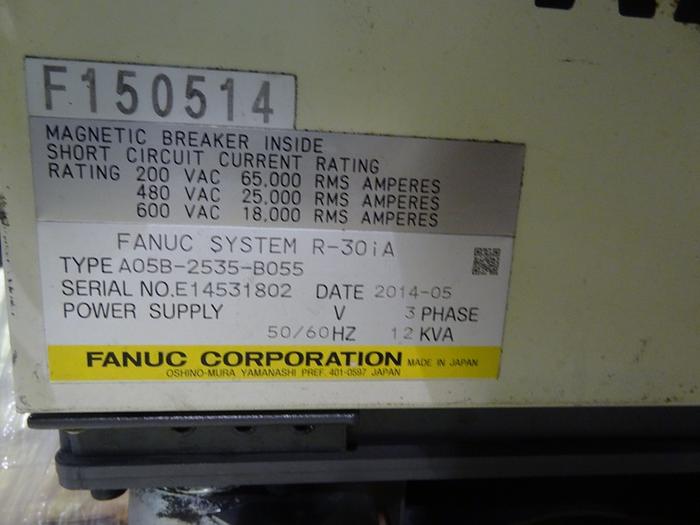 F150514
MAGNETIC BREAKER INSIDE
SHORT CIRCUIT CURRENT RATING
RATING 200 VAC 65,000 RMS AMPERES
480 VAC 25,000 RMS AMPERES
600 VAC 18,000 RMS AMPERES
FANUC SYSTEM R-30iA
TYPE A05B-2535-B055
SERIAL NO.E14531802 DATE 2014-05
POWER SUPPLY V 3 PHASE
50/60HZ 12 KVA
FANUC CORPORATION MADE IN JAPAN
OSHINO-MURA YAMANASHI PREF. 401-0597 JAPAN